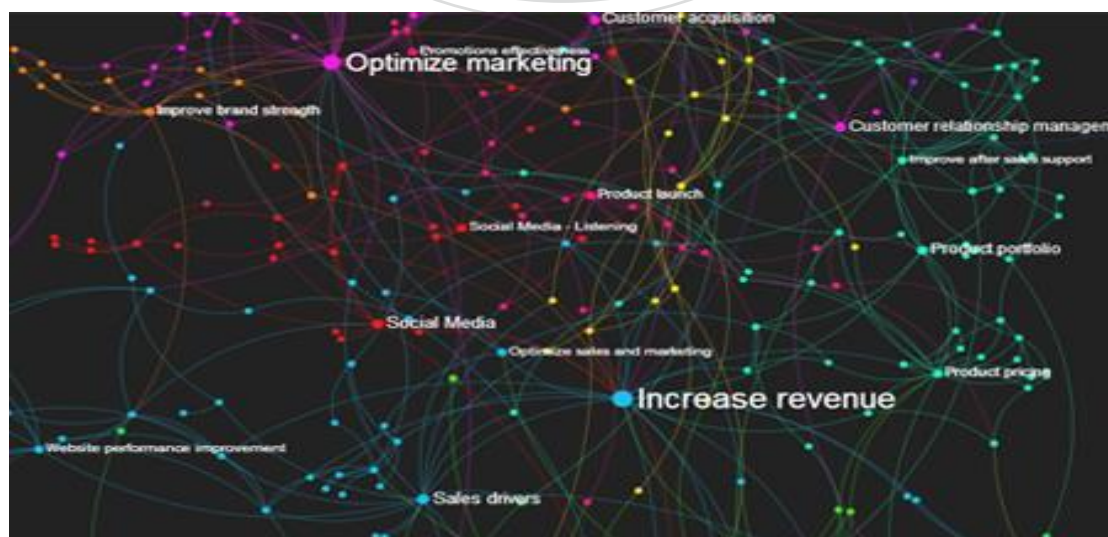 Customer acquisition
Promotions effectiveness
Optimize marketing
Improve brand strength
Customer relationship managem
Improve after sales support
Product launch
Social Media - Listening
Product portfolio
Social Media
Optimize sales and marketing
Product pricing
Increase revenue
Website performance improvement
Sales drivers